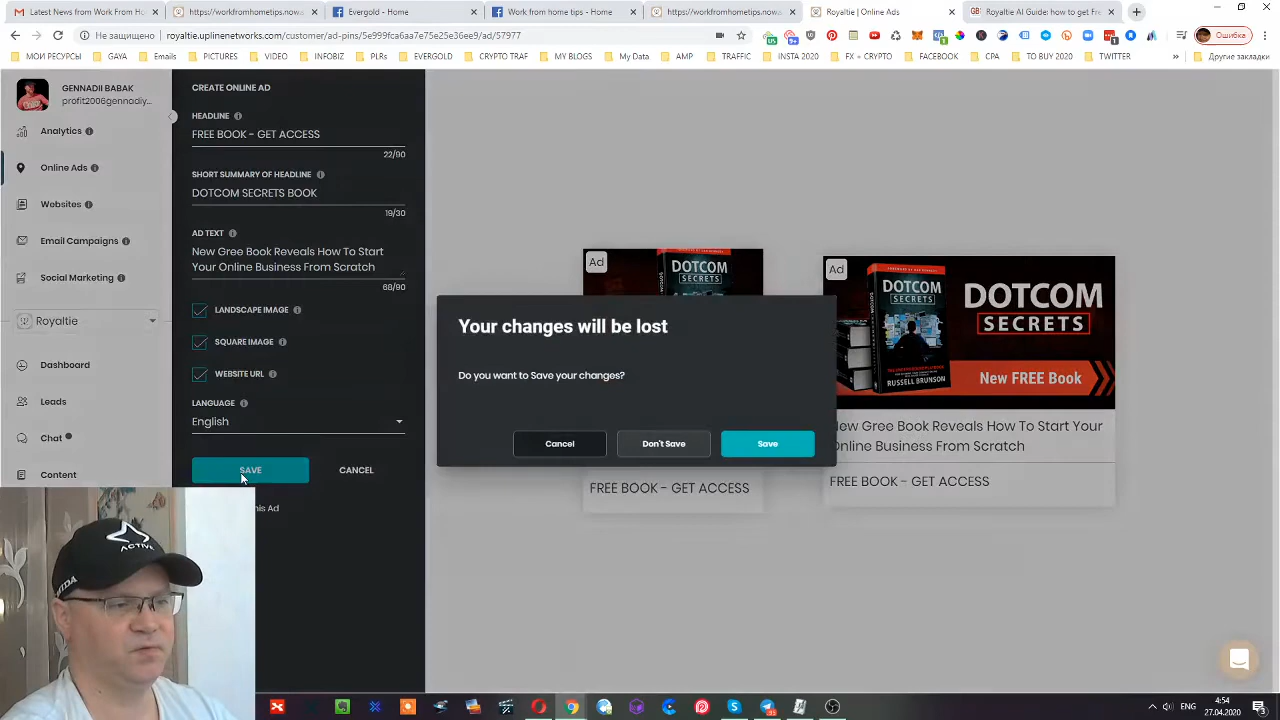 Latest News from Work From Hom
https://workfromhometips.nowa
Evergold - Home
Work from home tips - Home
https://workfromhometips.nowa
Royaltie | Online Ads
Royaltie AI Guide: how to get Fre
Не защищено
royaltie.uplinenetworks.com/customer/ad-pins/5e999fca6aa7e75e25e36ee9/ad/57977
Ошибка
МОИ РЕСУРСЫ
GAYA
Emails
PICTURES
VIDEO
INFOBIZ
PLRs
EVERGOLD
CRYPTO TRAF
MY BLOGS
My Data
AMP
TRAFFIC
INSTA 2020
FX + CRYPTO
FACEBOOK
CPA
TO BUY 2020
TWITTER
Другие закладки
GENNADII BABAK
profit2006gennadiy...
Analytics
Online Ads
Websites
Email Campaigns
Social Marketing
Royaltie
Dashboard
Leads
Chat
Content
CREATE ONLINE AD
HEADLINE
FREE BOOK - GET ACCESS
22/90
SHORT SUMMARY OF HEADLINE
DOTCOM SECRETS BOOK
19/30
AD TEXT
New Gree Book Reveals How To Start
Your Online Business From Scratch
68/90
LANDSCAPE IMAGE
SQUARE IMAGE
WEBSITE URL
LANGUAGE
English
SAVE
CANCEL
his Ad
ACTIVE
Your changes will be lost
Do you want to Save your changes?
Cancel
Don't Save
Save
Ad
DOTCOM
SECRETS
FREE BOOK - GET ACCESS
Ad
DOTCOM
SECRETS
RUSSELL BRUNSON
DOTCOM
SECRETS
New FREE Book
New Gree Book Reveals How To Start Your
Online Business From Scratch
FREE BOOK - GET ACCESS
ENG
4:54
27.04.2020